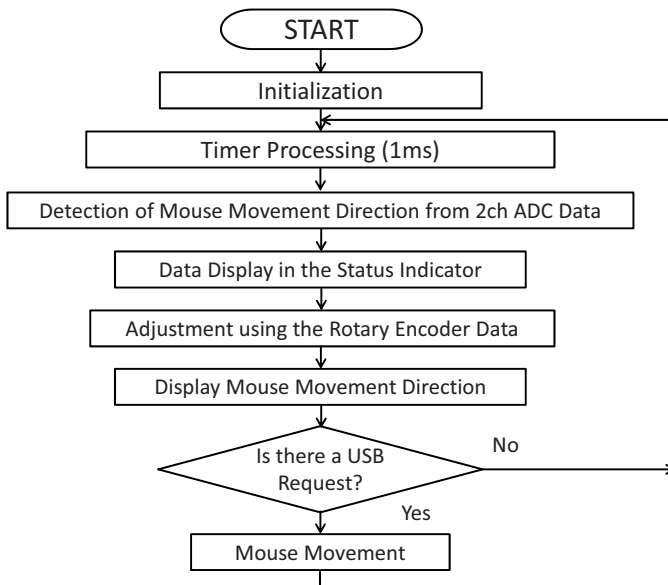 START
Initialization
Timer Processing (1ms)
Detection of Mouse Movement Direction from 2ch ADC Data
Data Display in the Status Indicator
Adjustment using the Rotary Encoder Data
Display Mouse Movement Direction
Is there a USB
Request?
No
Yes
Mouse Movement